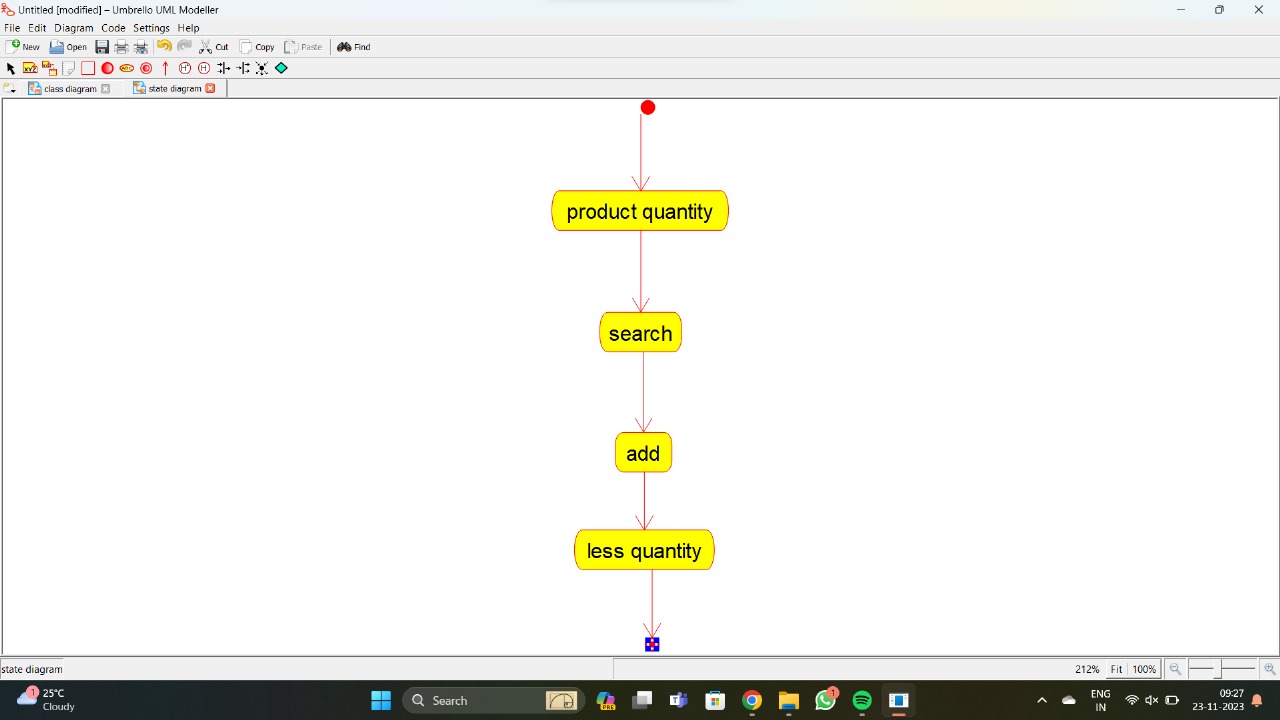 Untitled [modified] – Umbrello UML Modeller
File Edit Diagram Code Settings Help
New Open Cut Copy Paste Find
class diagram state diagram
product quantity
search
add
less quantity
state diagram 212% Fit 100%
1 25°C
Cloudy
Search
PRE
1
ENG
IN
09:27
23-11-2023